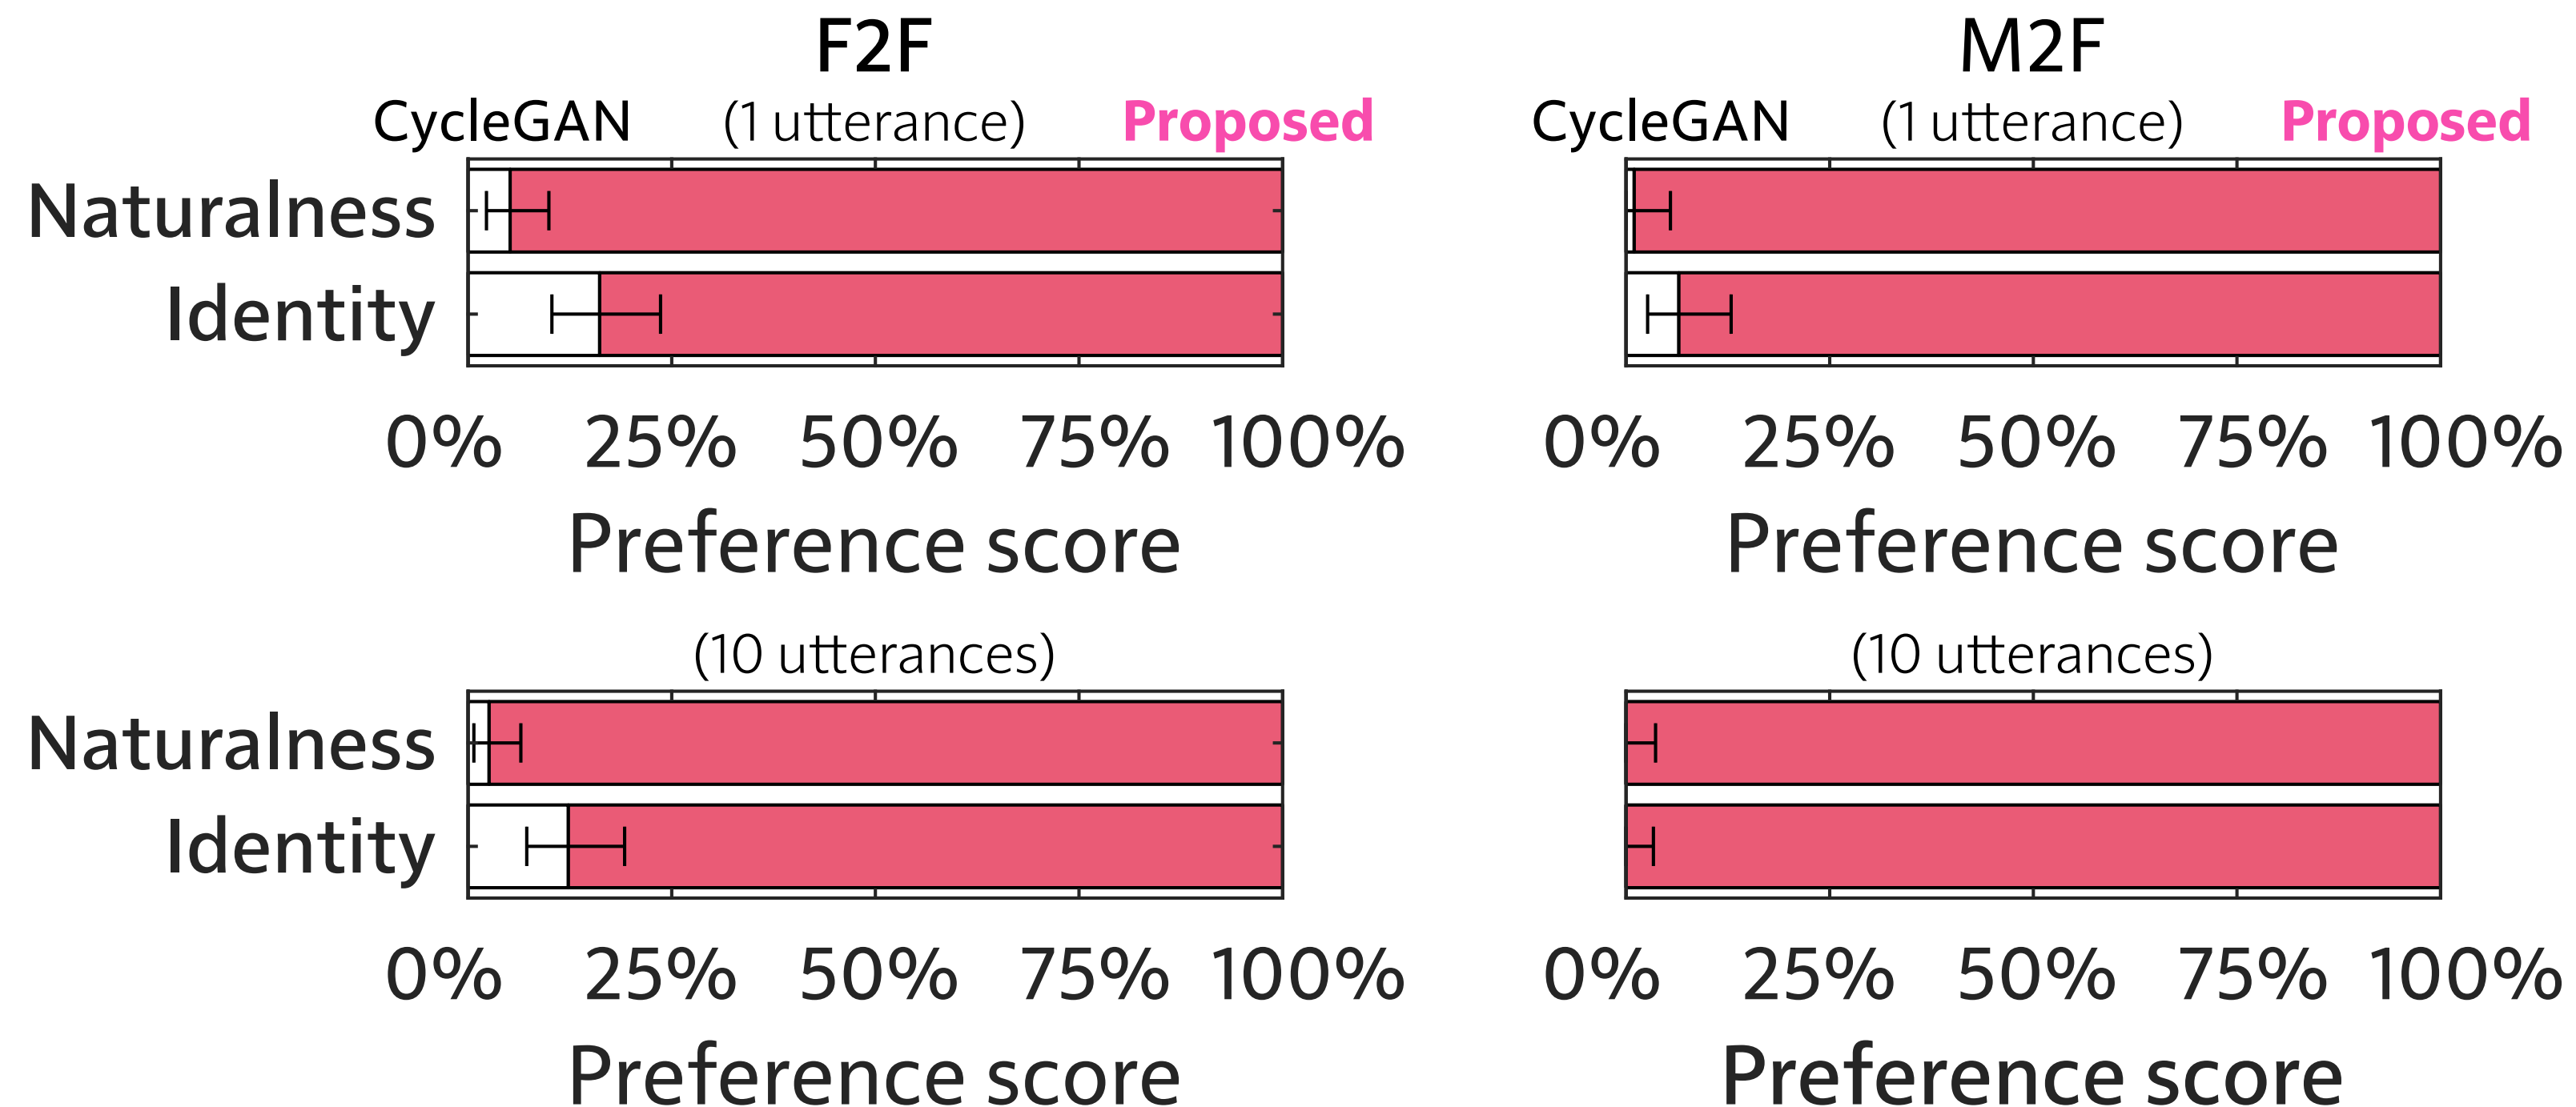 F2F
CycleGAN (1 utterance) Proposed
Naturalness
Identity
0% 25% 50% 75% 100%
Preference score
(10 utterances)
Naturalness
Identity
0% 25% 50% 75% 100%
Preference score
M2F
CycleGAN (1 utterance) Proposed
0% 25% 50% 75% 100%
Preference score
(10 utterances)
0% 25% 50% 75% 100%
Preference score